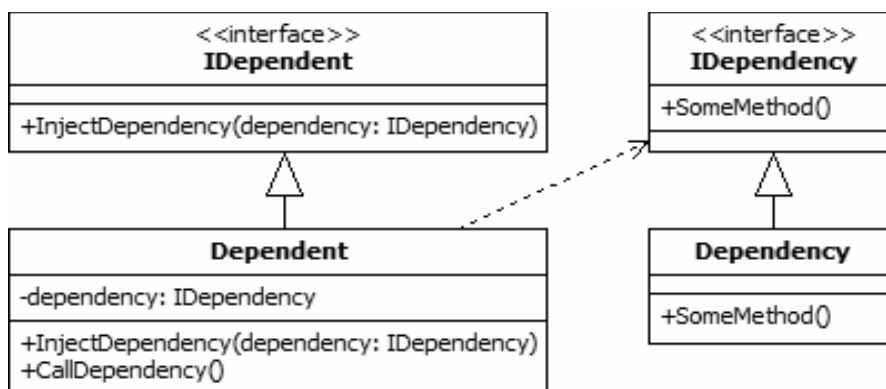 <<interface>>
IDependent
+InjectDependency(dependency: IDependency)
<<interface>>
IDependency
+SomeMethod()
Dependent
-dependency: IDependency
+InjectDependency(dependency: IDependency)
+CallDependency()
Dependency
+SomeMethod()